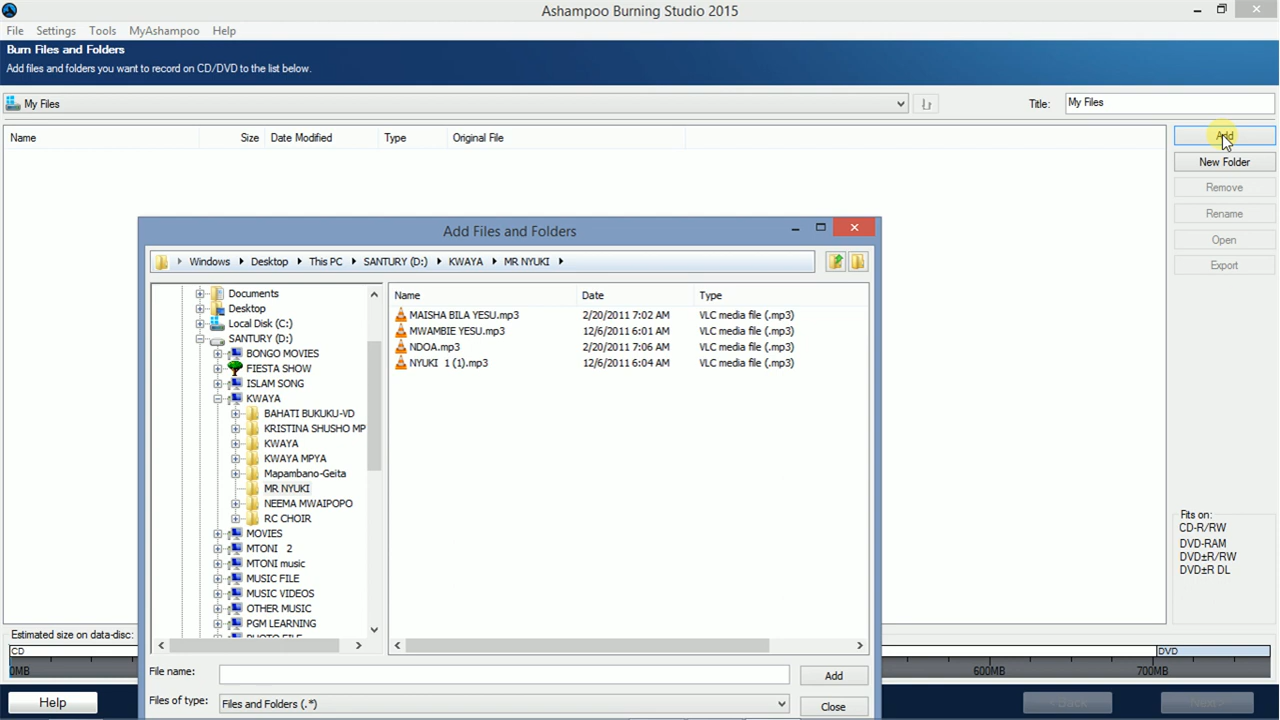 Ashampoo Burning Studio 2015
File Settings Tools MyAshampoo Help
Burn Files and Folders
Add files and folders you want to record on CD/DVD to the list below.
My Files
Title: My Files
Name Size Date Modified Type Original File
Add
New Folder
Remove
Rename
Open
Export
Add Files and Folders
Windows Desktop This PC SANTURY (D:) KWAYA MR NYUKI
Documents
Desktop
Local Disk (C:)
SANTURY (D:)
BONGO MOVIES
FIESTA SHOW
ISLAM SONG
KWAYA
BAHATI BUKUKU-VD
KRISTINA SHUSHO MP
KWAYA
KWAYA MPYA
Mapambano-Geita
MR NYUKI
NEEMA MWAIPOPO
RC CHOIR
MOVIES
MTONI 2
MTONI music
MUSIC FILE
MUSIC VIDEOS
OTHER MUSIC
PGM LEARNING
PHOTO FILE
Name Date Type
MAISHA BILA YESU.mp3 2/20/2011 7:02 AM VLC media file (.mp3)
MWAMBIE YESU.mp3 12/6/2011 6:01 AM VLC media file (.mp3)
NDOA.mp3 2/20/2011 7:06 AM VLC media file (.mp3)
NYUKI 1 (1).mp3 12/6/2011 6:04 AM VLC media file (.mp3)
File name: Add
Files of type: Files and Folders (.*) Close
Fits on:
CD-R/RW
DVD-RAM
DVD±R/RW
DVD±R DL
Estimated size on data-disc:
CD DVD
0MB 600MB 700MB
Help < Back Next >